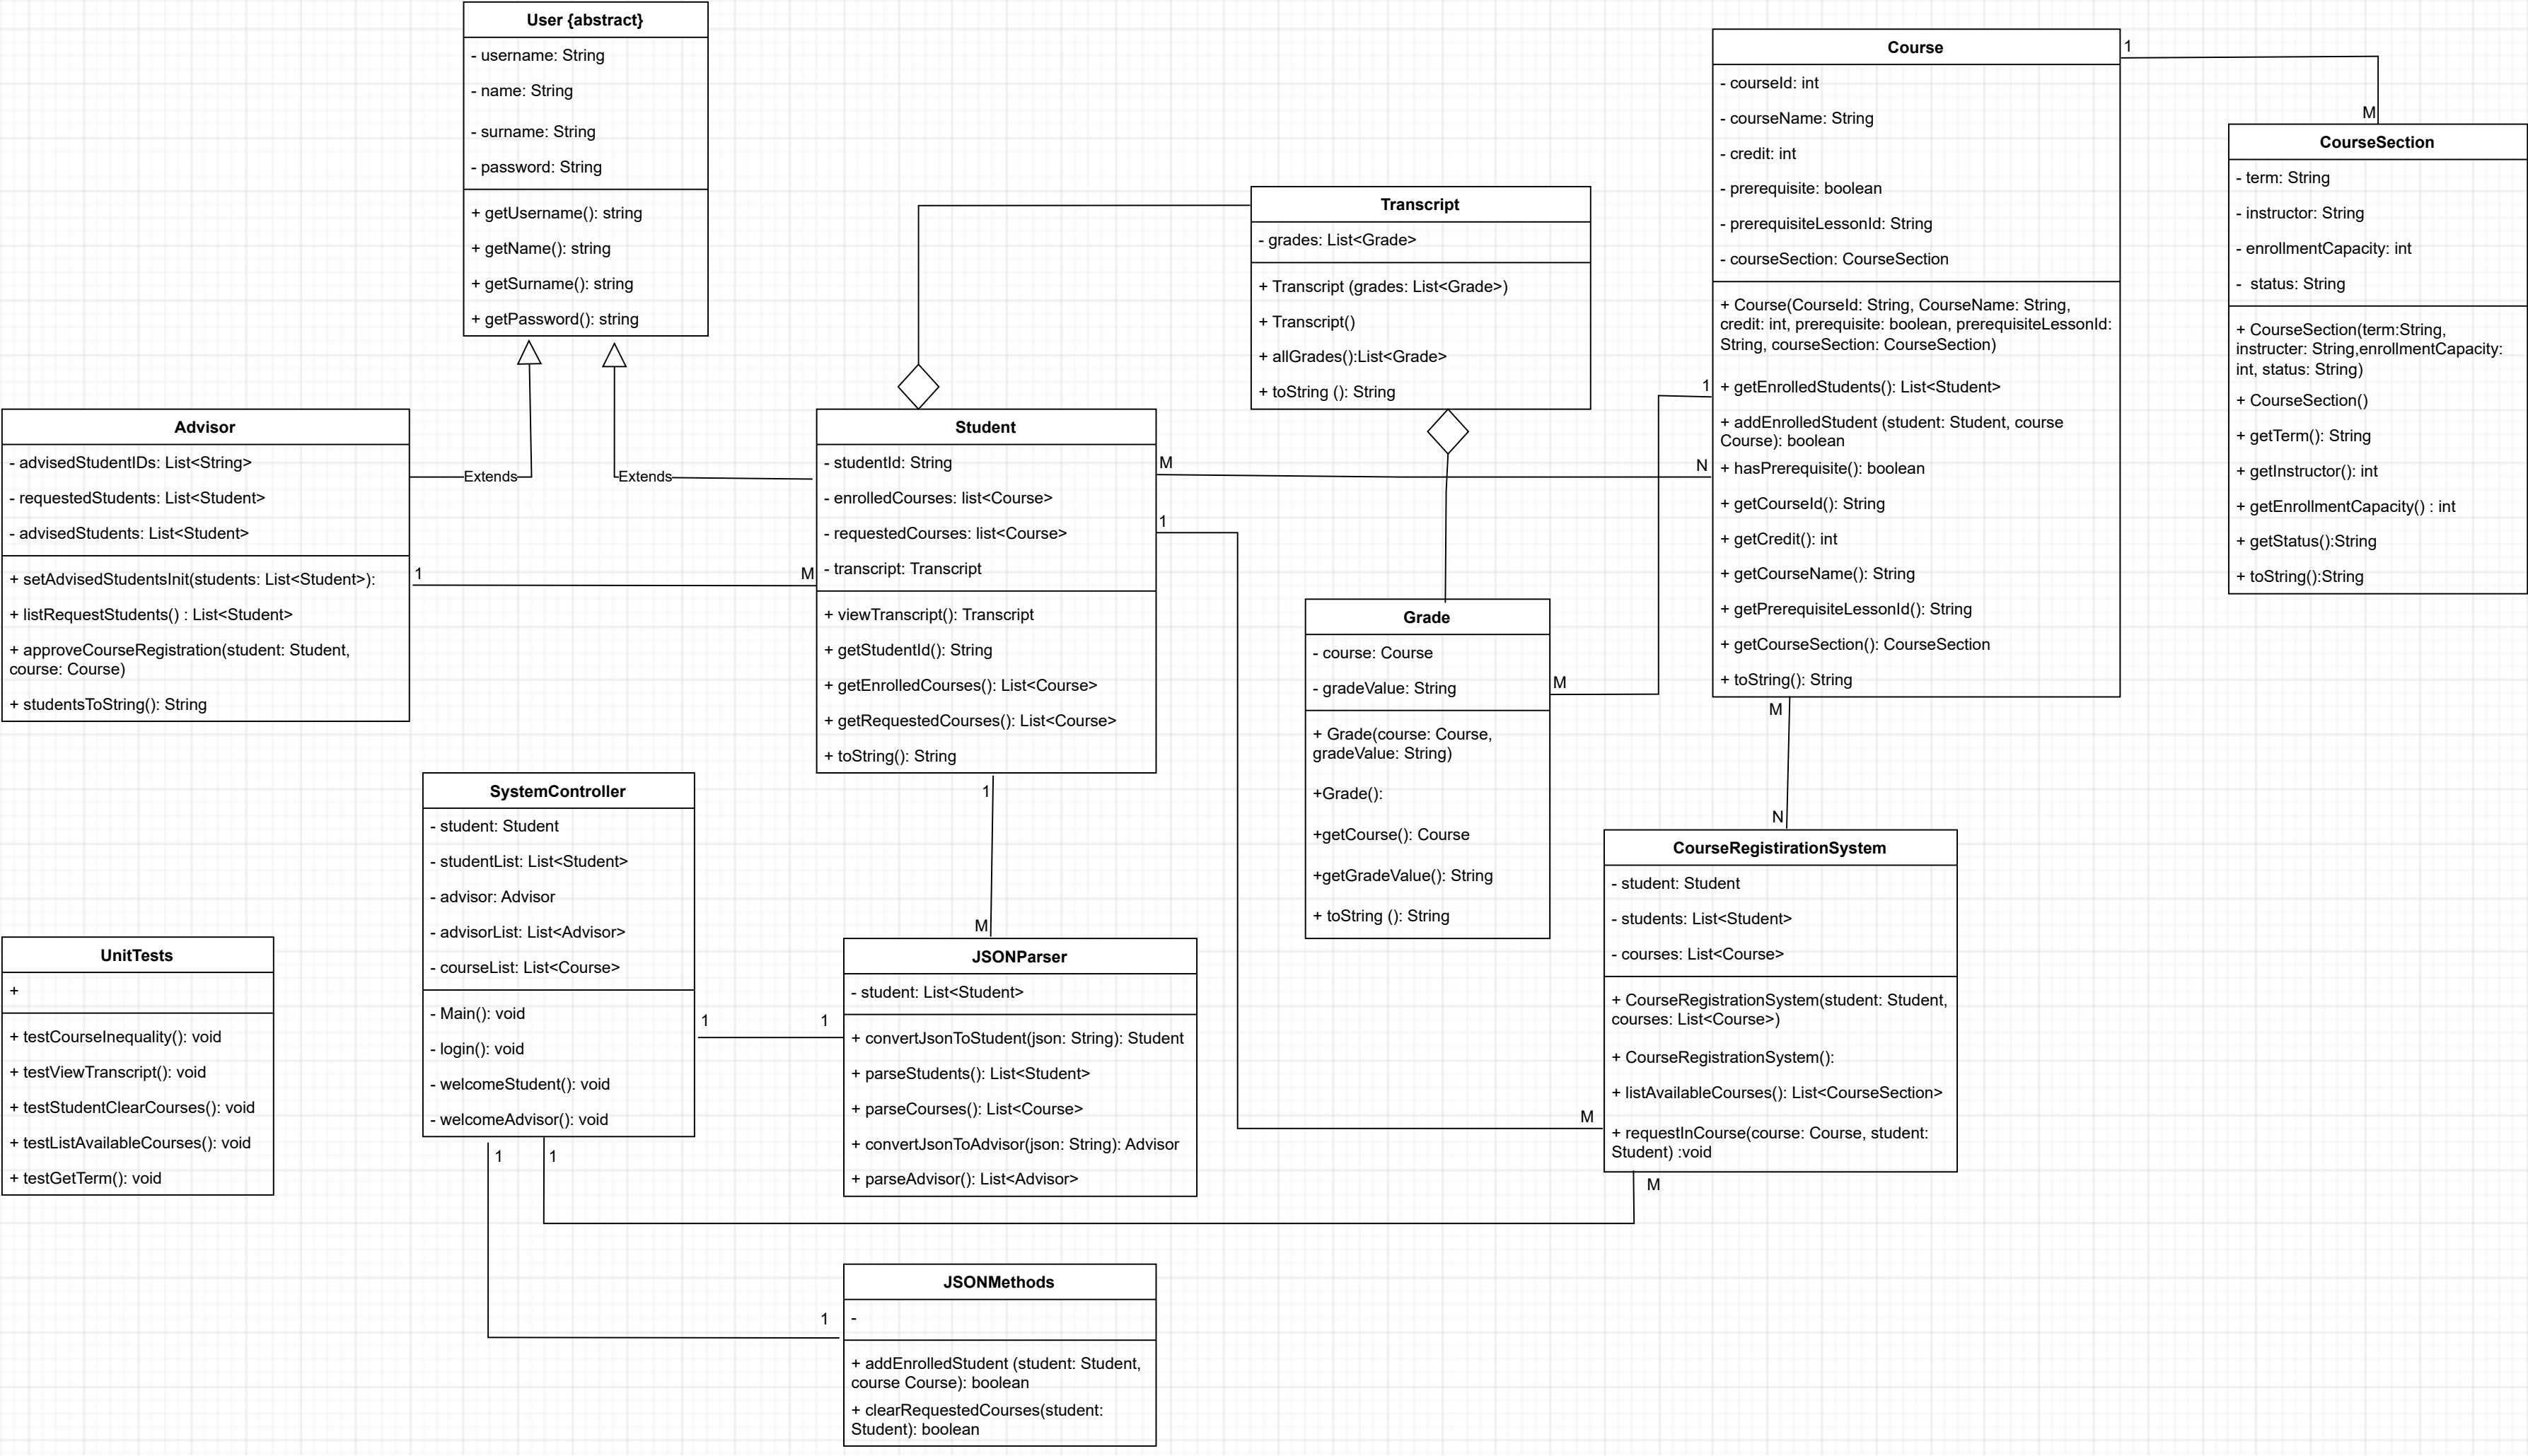 User {abstract}
- username: String
- name: String
- surname: String
- password: String
+ getUsername(): string
+ getName(): string
+ getSurname(): string
+ getPassword(): string
Extends
Extends
Advisor
- advisedStudentIDs: List<String>
- requestedStudents: List<Student>
- advisedStudents: List<Student>
+ setAdvisedStudentsInit(students: List<Student>):
+ listRequestStudents() : List<Student>
+ approveCourseRegistration(student: Student,
course: Course)
+ studentsToString(): String
1
M
Student
- studentId: String
- enrolledCourses: list<Course>
- requestedCourses: list<Course>
- transcript: Transcript
+ viewTranscript(): Transcript
+ getStudentId(): String
+ getEnrolledCourses(): List<Course>
+ getRequestedCourses(): List<Course>
+ toString(): String
M
N
1
M
1
M
Transcript
- grades: List<Grade>
+ Transcript (grades: List<Grade>)
+ Transcript()
+ allGrades():List<Grade>
+ toString (): String
Grade
- course: Course
- gradeValue: String
+ Grade(course: Course,
gradeValue: String)
+Grade():
+getCourse(): Course
+getGradeValue(): String
+ toString (): String
M
1
Course
- courseId: int
- courseName: String
- credit: int
- prerequisite: boolean
- prerequisiteLessonId: String
- courseSection: CourseSection
+ Course(CourseId: String, CourseName: String,
credit: int, prerequisite: boolean, prerequisiteLessonId:
String, courseSection: CourseSection)
+ getEnrolledStudents(): List<Student>
+ addEnrolledStudent (student: Student, course
Course): boolean
+ hasPrerequisite(): boolean
+ getCourseId(): String
+ getCredit(): int
+ getCourseName(): String
+ getPrerequisiteLessonId(): String
+ getCourseSection(): CourseSection
+ toString(): String
1
M
CourseSection
- term: String
- instructor: String
- enrollmentCapacity: int
- status: String
+ CourseSection(term:String,
instructer: String,enrollmentCapacity:
int, status: String)
+ CourseSection()
+ getTerm(): String
+ getInstructor(): int
+ getEnrollmentCapacity() : int
+ getStatus():String
+ toString():String
M
N
CourseRegistirationSystem
- student: Student
- students: List<Student>
- courses: List<Course>
+ CourseRegistrationSystem(student: Student,
courses: List<Course>)
+ CourseRegistrationSystem():
+ listAvailableCourses(): List<CourseSection>
+ requestInCourse(course: Course, student:
Student) :void
M
SystemController
- student: Student
- studentList: List<Student>
- advisor: Advisor
- advisorList: List<Advisor>
- courseList: List<Course>
- Main(): void
- login(): void
- welcomeStudent(): void
- welcomeAdvisor(): void
1
1
1
1
JSONParser
- student: List<Student>
+ convertJsonToStudent(json: String): Student
+ parseStudents(): List<Student>
+ parseCourses(): List<Course>
+ convertJsonToAdvisor(json: String): Advisor
+ parseAdvisor(): List<Advisor>
UnitTests
+
+ testCourseInequality(): void
+ testViewTranscript(): void
+ testStudentClearCourses(): void
+ testListAvailableCourses(): void
+ testGetTerm(): void
1
JSONMethods
-
+ addEnrolledStudent (student: Student,
course Course): boolean
+ clearRequestedCourses(student:
Student): boolean